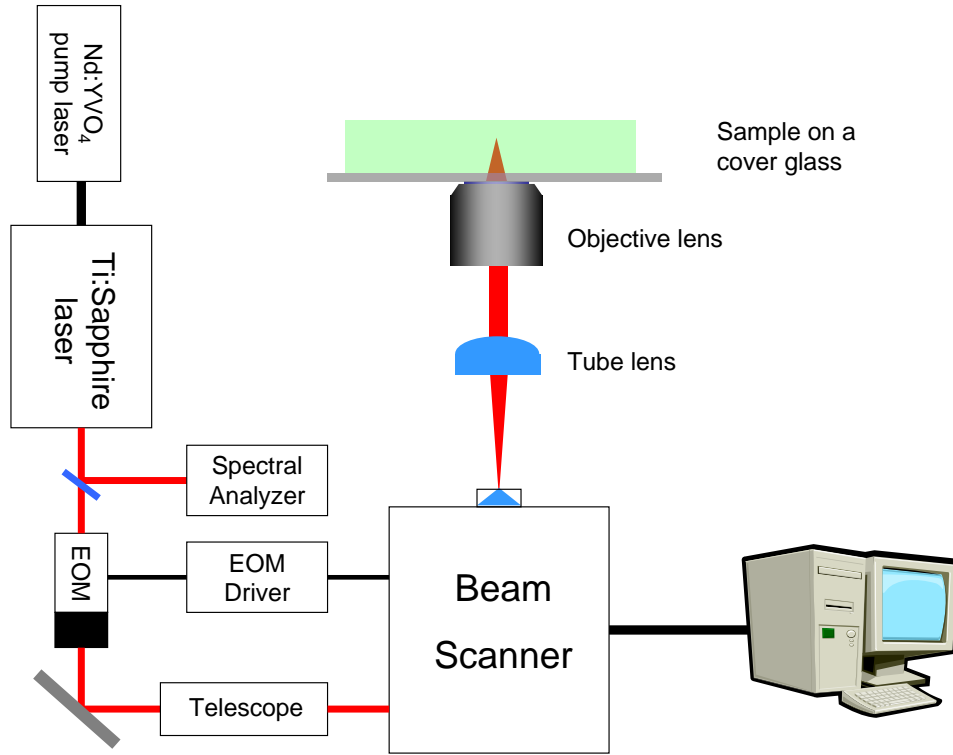 Nd:YVO4
pump laser
Sample on a
cover glass
Objective lens
Ti:Sapphire
laser
Tube lens
Spectral
Analyzer
EOM
EOM
Driver
Beam
Scanner
Telescope